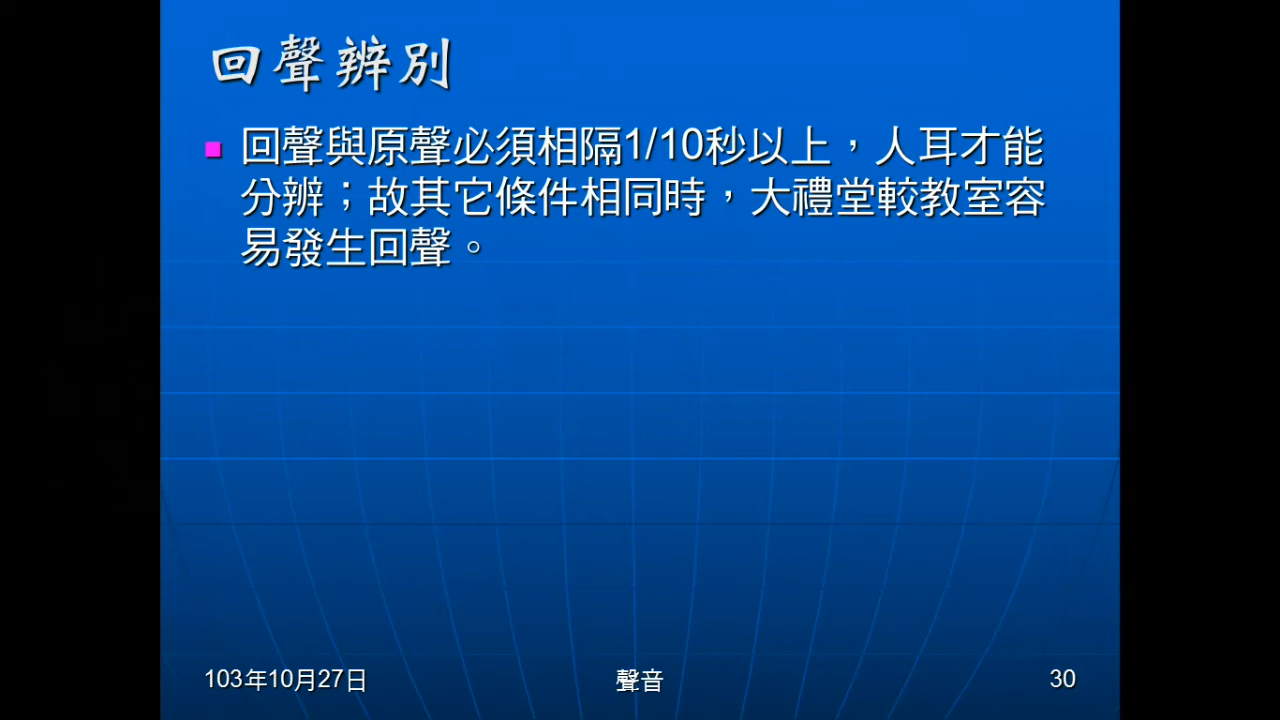 回聲辨別
回聲與原聲必須相隔1/10秒以上，人耳才能
分辨；故其它條件相同時，大禮堂較教室容
易發生回聲。
103年10月27日
聲音
30